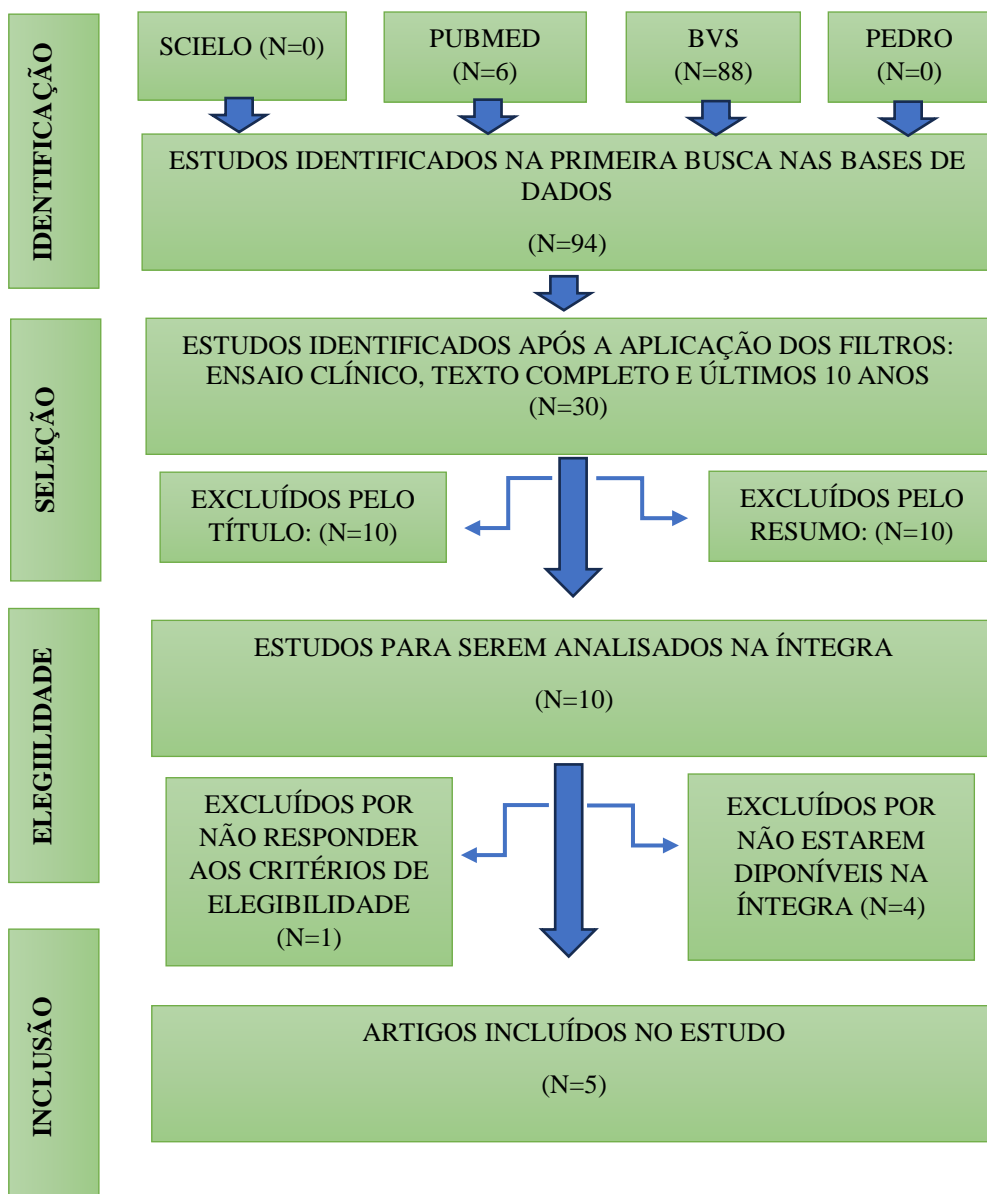 IDENTIFICAÇÃO
SCIELO (N=0)
PUBMED
(N=6)
BVS
(N=88)
PEDRO
(N=0)
ESTUDOS IDENTIFICADOS NA PRIMEIRA BUSCA NAS BASES DE
DADOS
(N=94)
SELEÇÃO
ESTUDOS IDENTIFICADOS APÓS A APLICAÇÃO DOS FILTROS:
ENSAIO CLÍNICO, TEXTO COMPLETO E ÚLTIMOS 10 ANOS
(N=30)
EXCLUÍDOS PELO
TÍTULO: (N=10)
EXCLUÍDOS PELO
RESUMO: (N=10)
ELEGIILIDADE
ESTUDOS PARA SEREM ANALISADOS NA ÍNTEGRA
(N=10)
EXCLUÍDOS POR
NÃO RESPONDER
AOS CRITÉRIOS DE
ELEGIBILIDADE
(N=1)
EXCLUÍDOS POR
NÃO ESTAREM
DIPONÍVEIS NA
ÍNTEGRA (N=4)
INCLUSÃO
ARTIGOS INCLUÍDOS NO ESTUDO
(N=5)